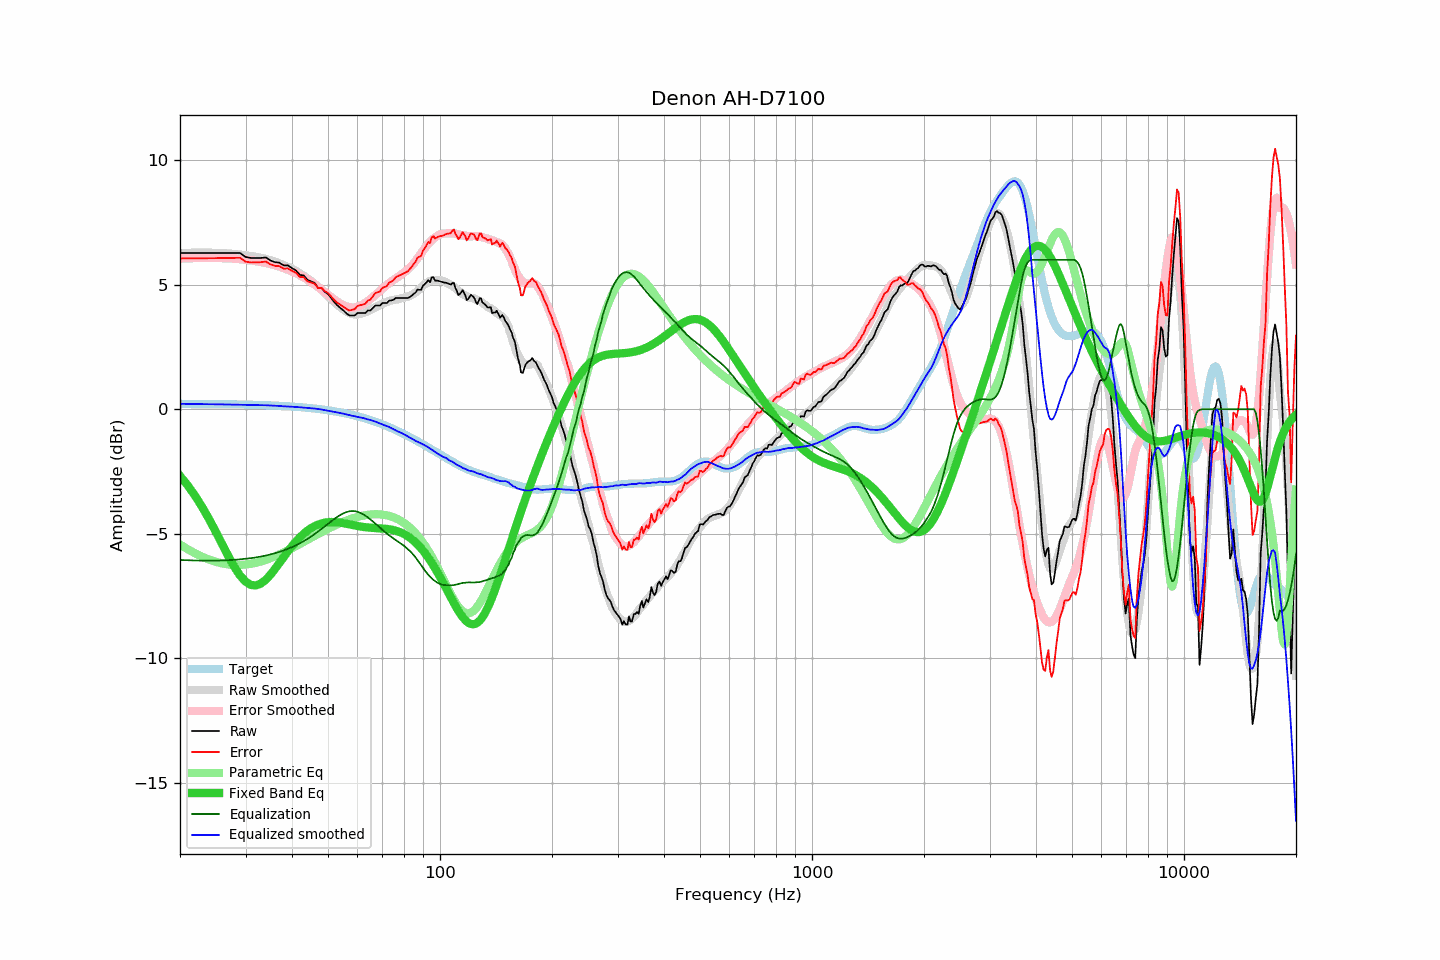 Denon AH-D7100
Amplitude (dBr)
10
5
0
−5
−10
−15
Target
Raw Smoothed
Error Smoothed
Raw
Error
Parametric Eq
Fixed Band Eq
Equalization
Equalized smoothed
100
1000
10000
Frequency (Hz)